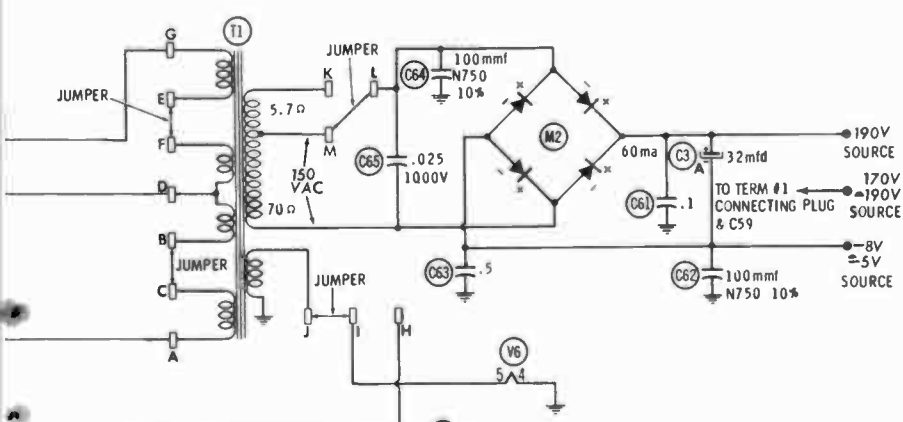 G
T1
JUMPER
K
L
C64
100mmf
N750
10%
E
JUMPER
5.7Ω
F
M
M2
190V
SOURCE
60ma
C3
A
32mfd
C65
.025
1000V
150
VAC
170V
-190V
SOURCE
TO TERM #1
CONNECTING PLUG
& C59
D
C61
.1
70Ω
B
-8V
-5V
SOURCE
JUMPER
C63
.5
C62
100mmf
N750 10%
C
JUMPER
J
I
H
A
V6
5 4